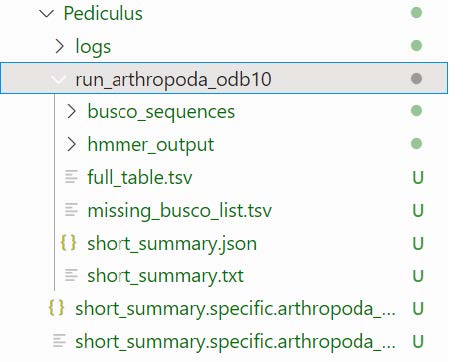 Pediculus
logs
run_arthropoda_odb10
busco_sequences
hmmer_output
full_table.tsv U
missing_busco_list.tsv U
{} short_summary.json U
short_summary.txt U
{} short_summary.specific.arthropoda_... U
short_summary.specific.arthropoda_... U